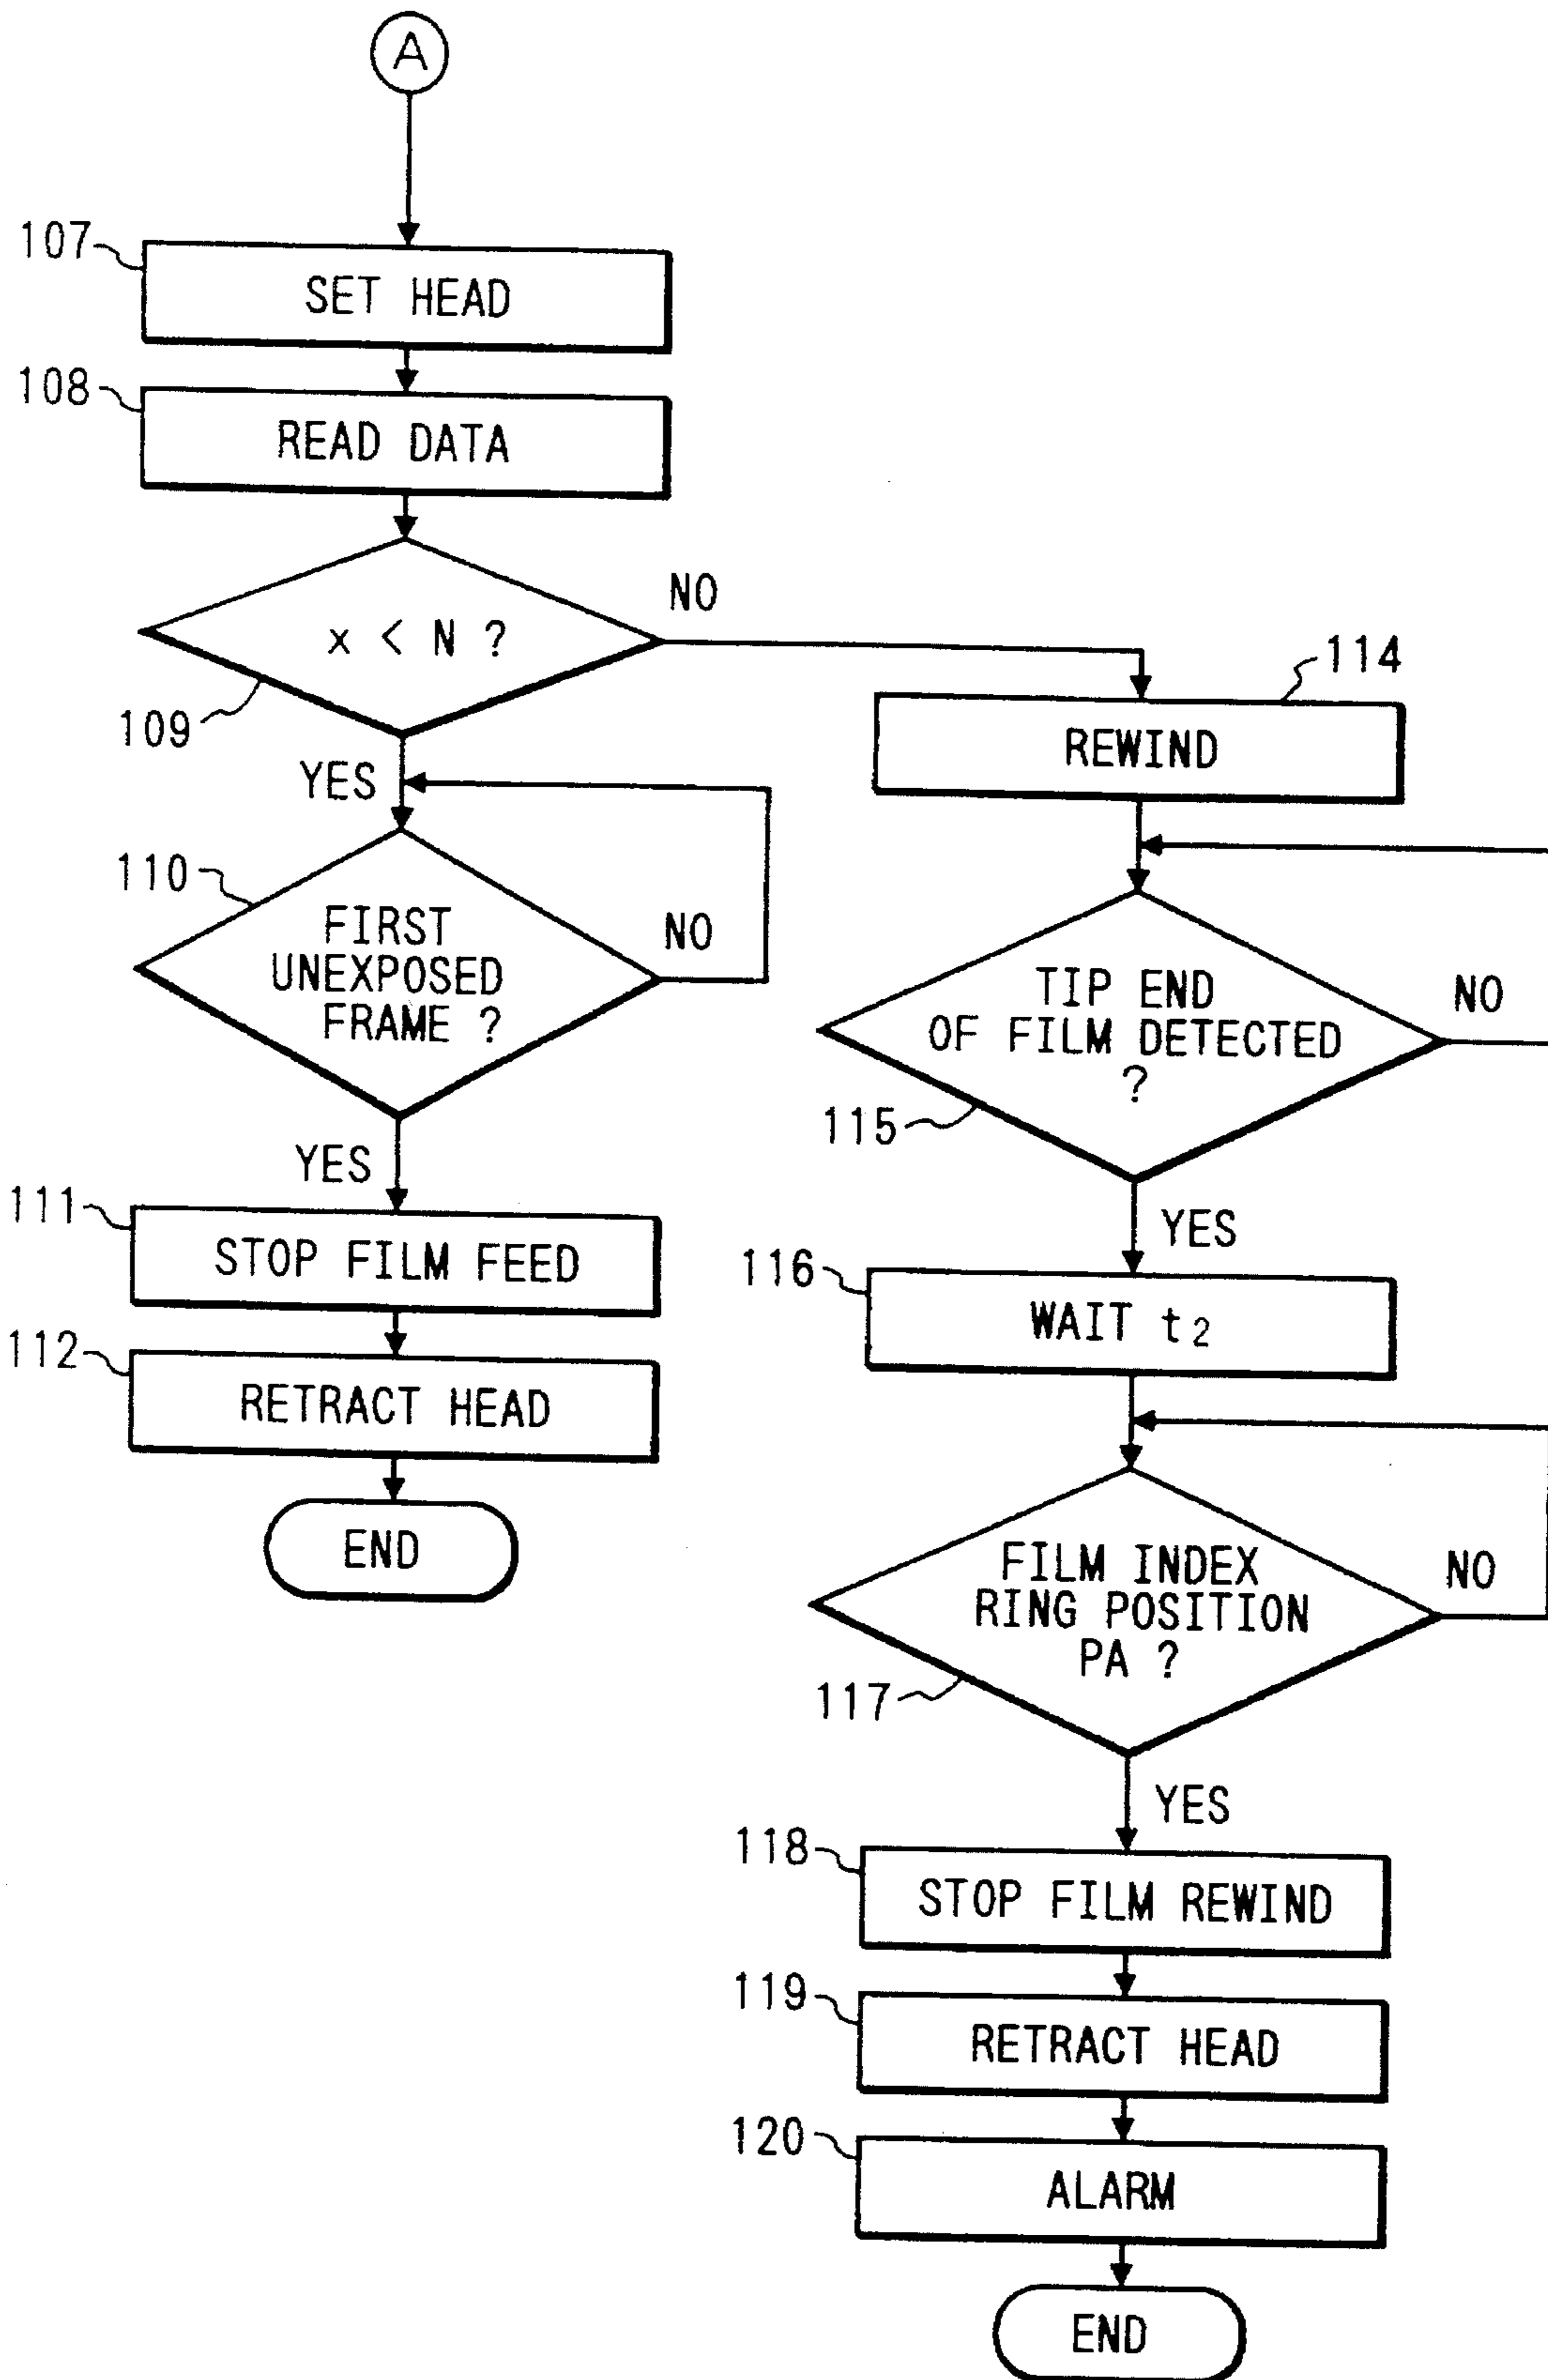 A
107
SET HEAD
108
READ DATA
x < N ?
NO
109
YES
110
FIRST
UNEXPOSED
FRAME ?
NO
YES
111
STOP FILM FEED
112
RETRACT HEAD
END
114
REWIND
TIP END
OF FILM DETECTED
?
NO
115
YES
116
WAIT t2
FILM INDEX
RING POSITION
PA ?
NO
117
YES
118
STOP FILM REWIND
119
RETRACT HEAD
120
ALARM
END